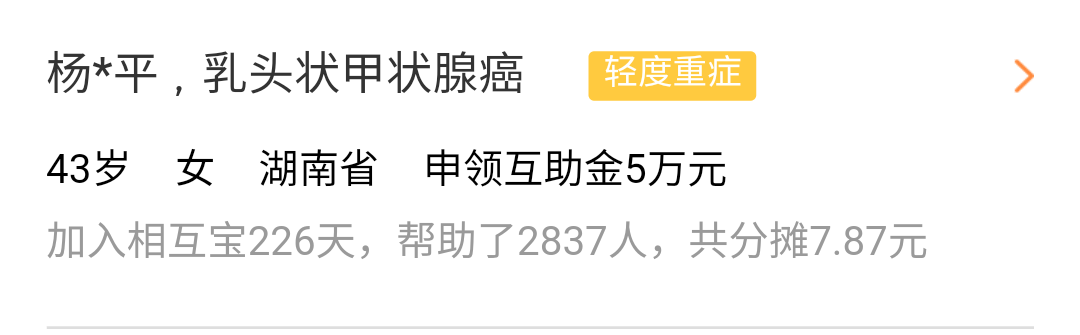 杨*平，乳头状甲状腺癌 轻度重症
43岁 女 湖南省 申领互助金5万元
加入相互宝226天，帮助了2837人，共分摊7.87元